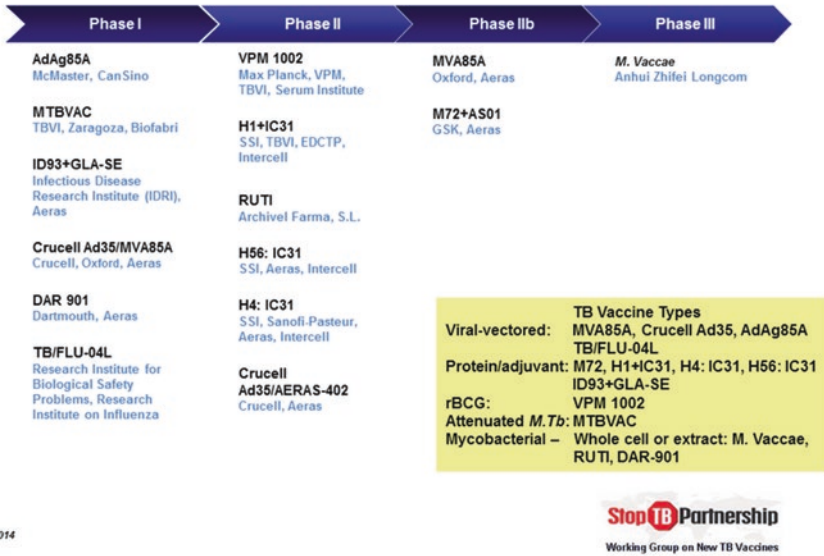 Phase I
Phase II
Phase IIb
Phase III
AdAg85A
McMaster, CanSino
MTBVAC
TBVI, Zaragoza, Biofabri
ID93+GLA-SE
Infectious Disease
Research Institute (IDRI),
Aeras
Crucell Ad35/MVA85A
Crucell, Oxford, Aeras
DAR 901
Dartmouth, Aeras
TB/FLU-04L
Research Institute for
Biological Safety
Problems, Research
Institute on Influenza
VPM 1002
Max Planck, VPM,
TBVI, Serum Institute
H1+IC31
SSI, TBVI, EDCTP,
Intercell
RUTI
Archivel Farma, S.L.
H56: IC31
SSI, Aeras, Intercell
H4: IC31
SSI, Sanofi-Pasteur,
Aeras, Intercell
Crucell
Ad35/AERAS-402
Crucell, Aeras
MVA85A
Oxford, Aeras
M72+AS01
GSK, Aeras
M. Vaccae
Anhui Zhifei Longcom
TB Vaccine Types
Viral-vectored: MVA85A, Crucell Ad35, AdAg85A
TB/FLU-04L
Protein/adjuvant: M72, H1+IC31, H4: IC31, H56: IC31
ID93+GLA-SE
rBCG: VPM 1002
Attenuated M.Tb: MTBVAC
Mycobacterial – Whole cell or extract: M. Vaccae,
RUTI, DAR-901
Stop TB Partnership
Working Group on New TB Vaccines
014